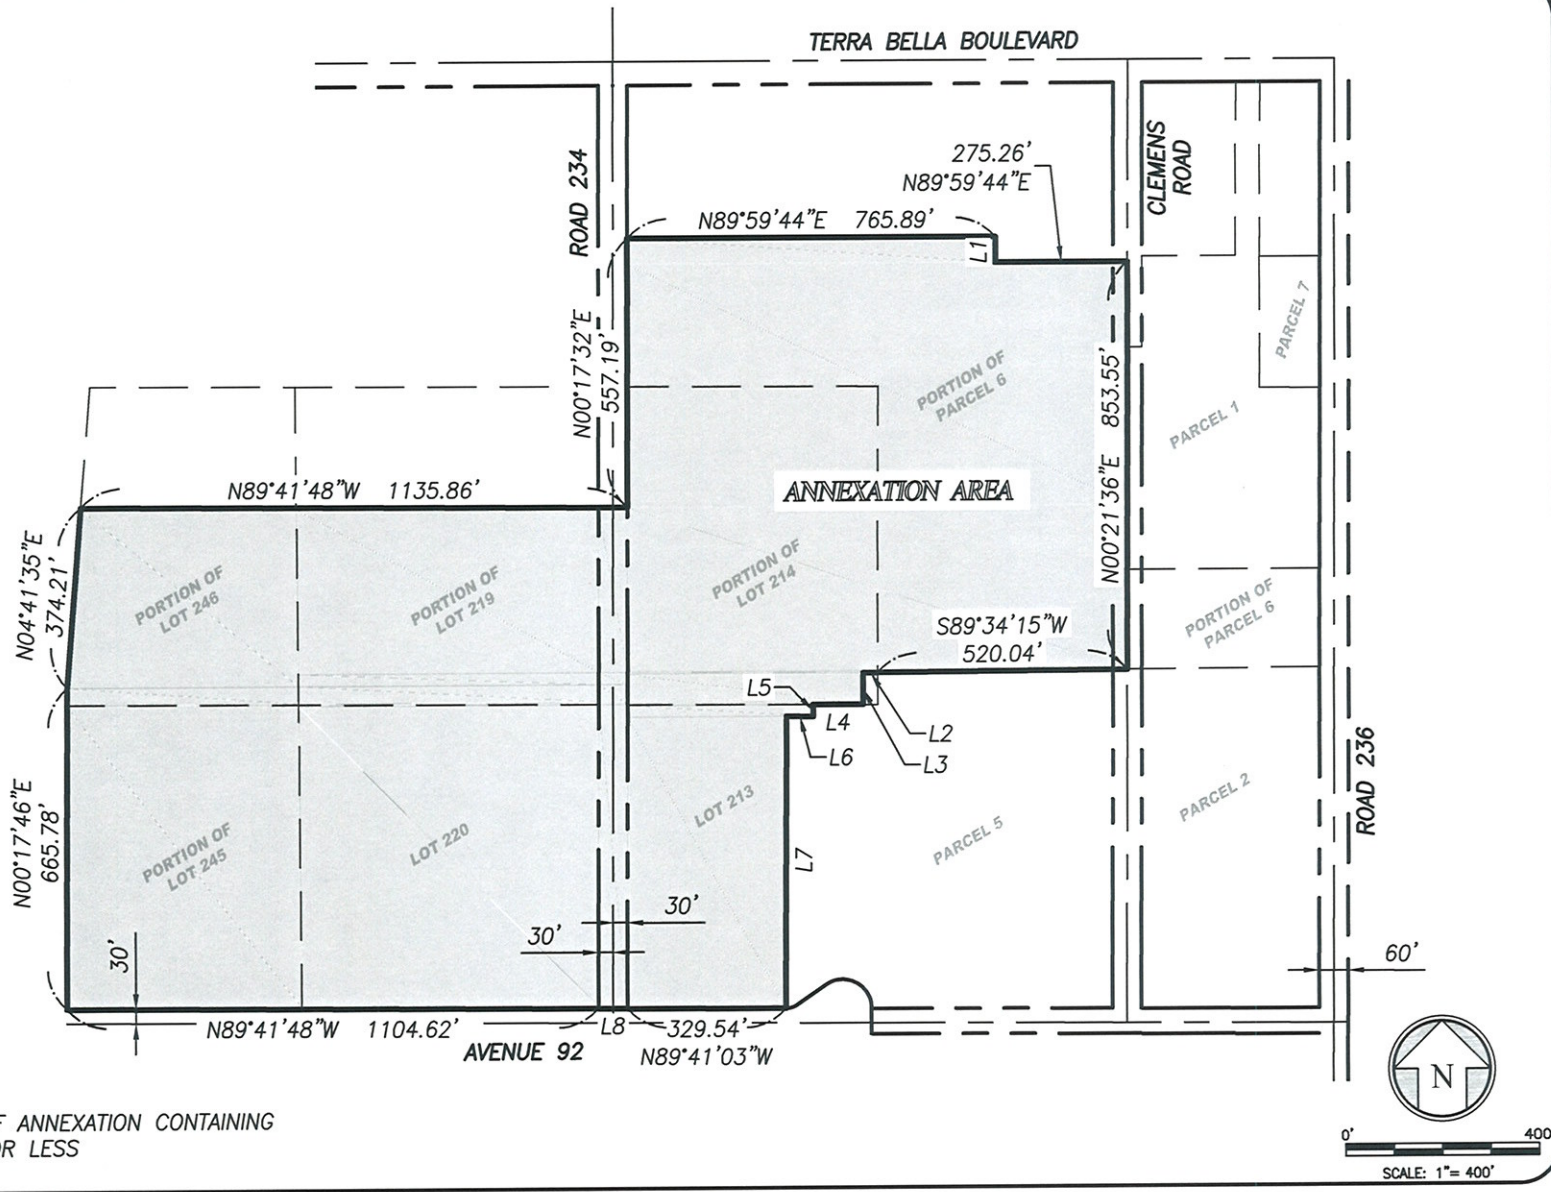 TERRA BELLA BOULEVARD
ROAD 234
CLEMENS
ROAD
275.26'
N89°59'44"E
N89°59'44"E 765.89'
L1
N00°17'32"E
557.19'
PARCEL 7
PORTION OF
PARCEL 6
N00°21'36"E 853.55'
PARCEL 1
N89°41'48"W 1135.86'
ANNEXATION AREA
N04°41'35"E
374.21'
PORTION OF
LOT 246
PORTION OF
LOT 219
PORTION OF
LOT 214
PORTION OF
PARCEL 6
S89°34'15"W
520.04'
L5
L4
L2
L6
L3
N00°17'46"E
665.78'
PORTION OF
LOT 245
LOT 220
LOT 213
L7
PARCEL 5
PARCEL 2
ROAD 236
30'
30'
30'
60'
N89°41'48"W 1104.62'
L8
329.54'
N89°41'03"W
AVENUE 92
N
ANNEXATION CONTAINING
LESS
0'
400
SCALE: 1"= 400'